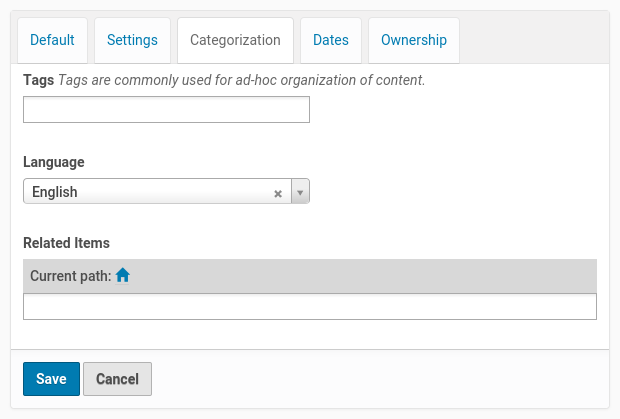 Default Settings Categorization Dates Ownership
Tags Tags are commonly used for ad-hoc organization of content.
Language
English ×
Related Items
Current path:
Save Cancel